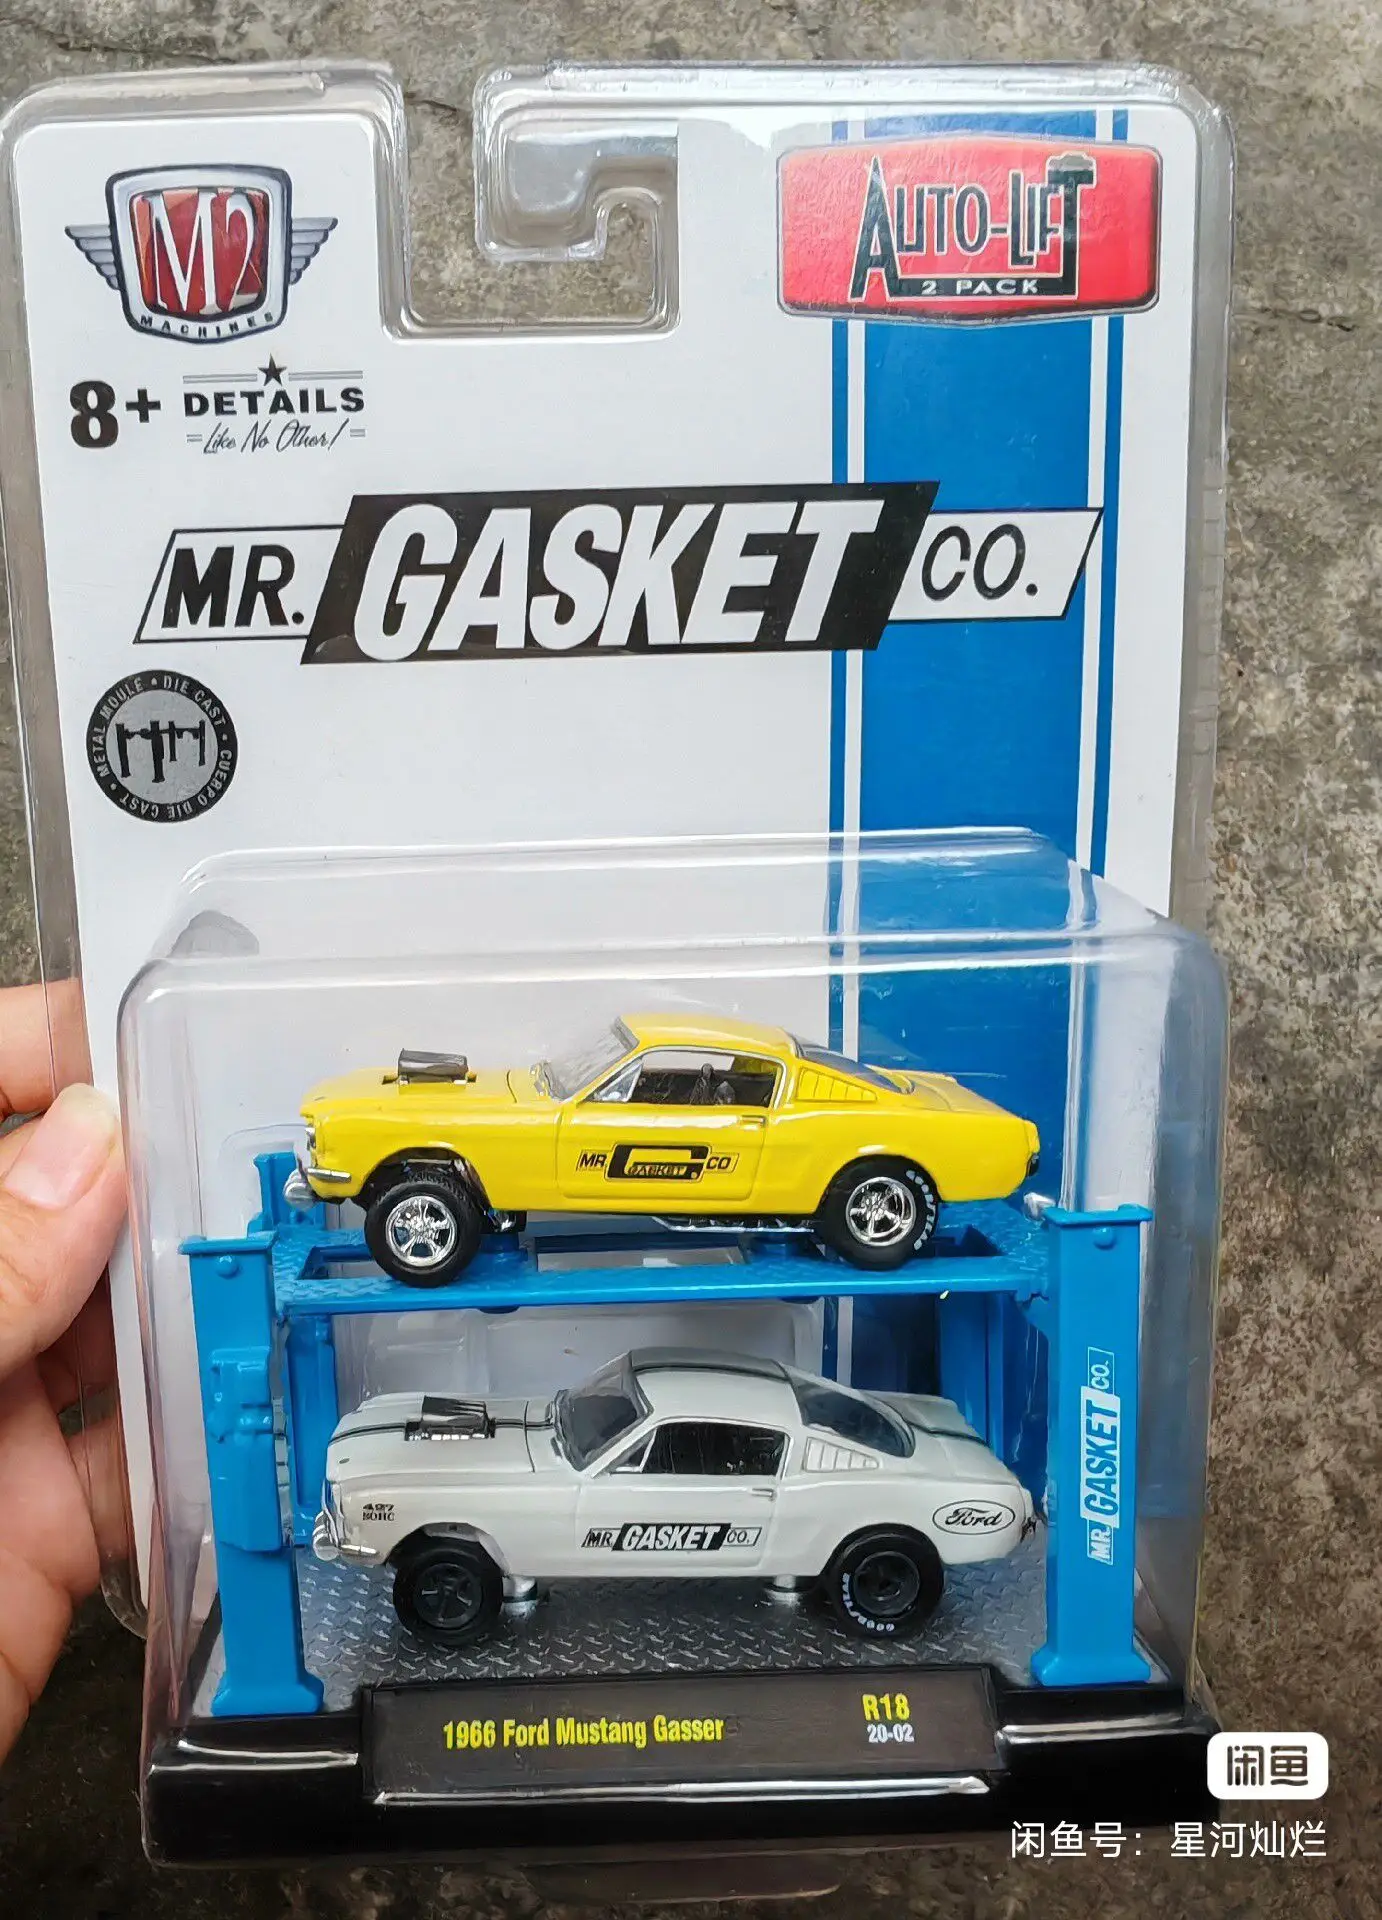 M2
MACHINES
AUTO-LIFT
2 PACK
8+
DETAILS
Like No Other!
MR. GASKET CO.
METAL MOULE • DIE CAST • CUERPO DIE CAST •
MR. GASKET CO
GOODYEAR
427
SOHC
MR. GASKET CO.
Ford
GOODYEAR
MR. GASKET CO.
1966 Ford Mustang Gasser
R18
20-02
闲鱼
闲鱼号：星河灿烂